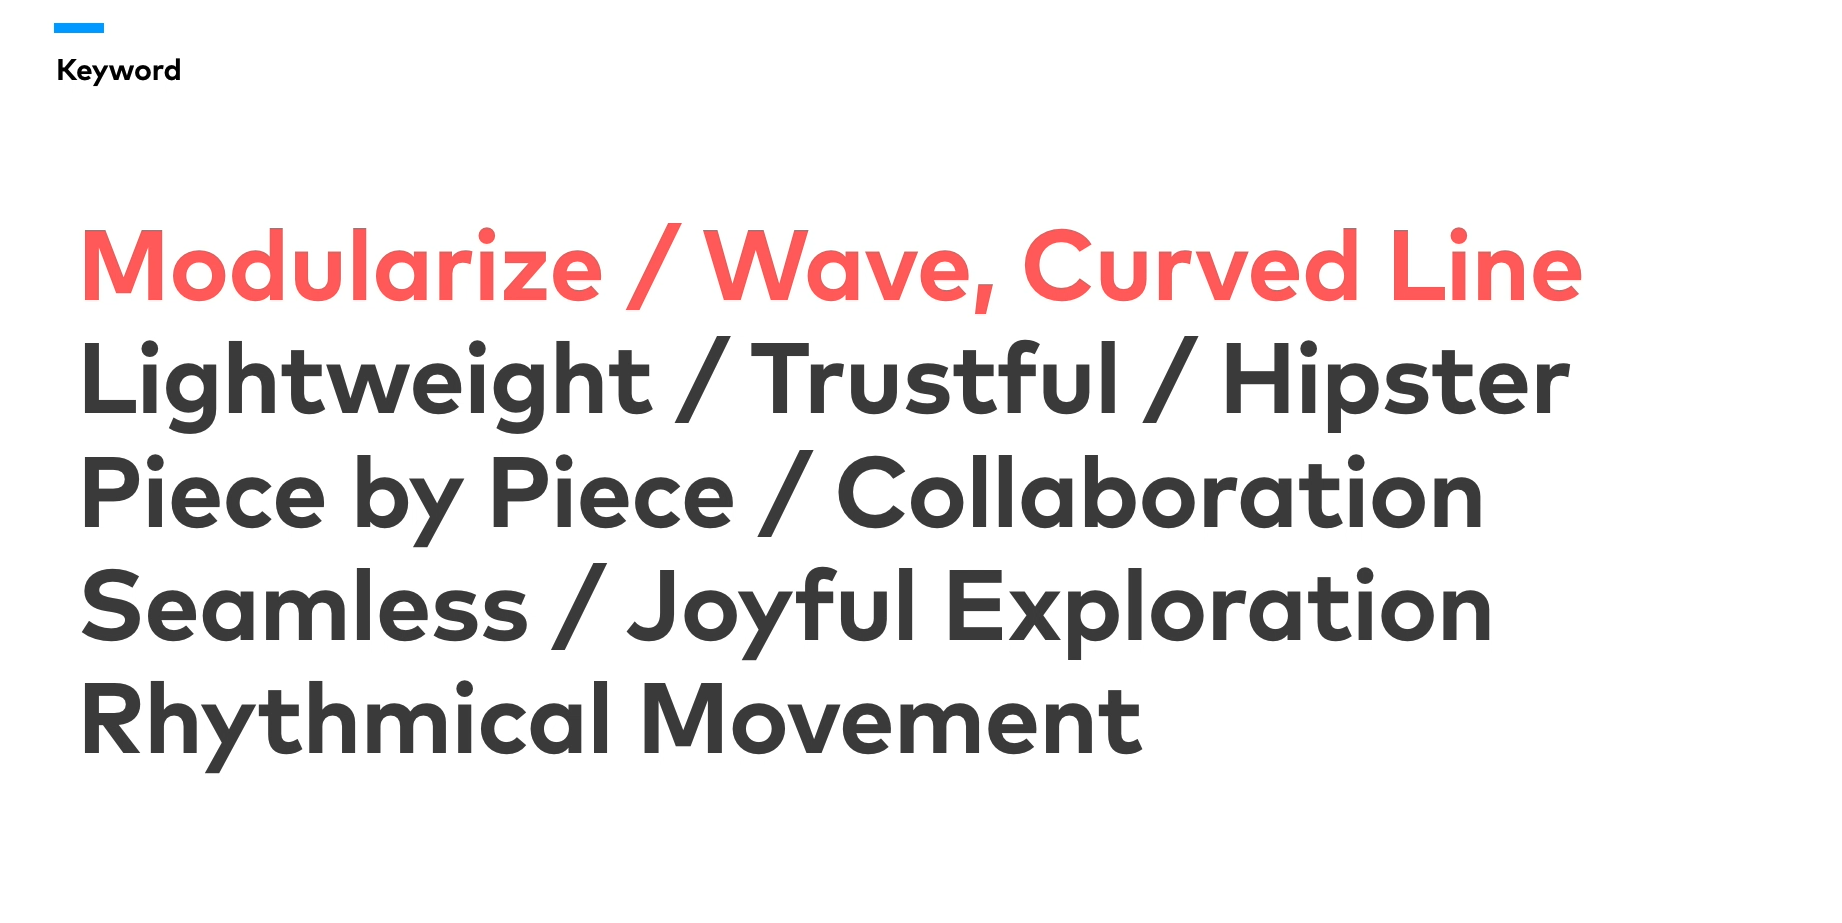 Keyword
Modularize / Wave, Curved Line
Lightweight / Trustful / Hipster
Piece by Piece / Collaboration
Seamless / Joyful Exploration
Rhythmical Movement